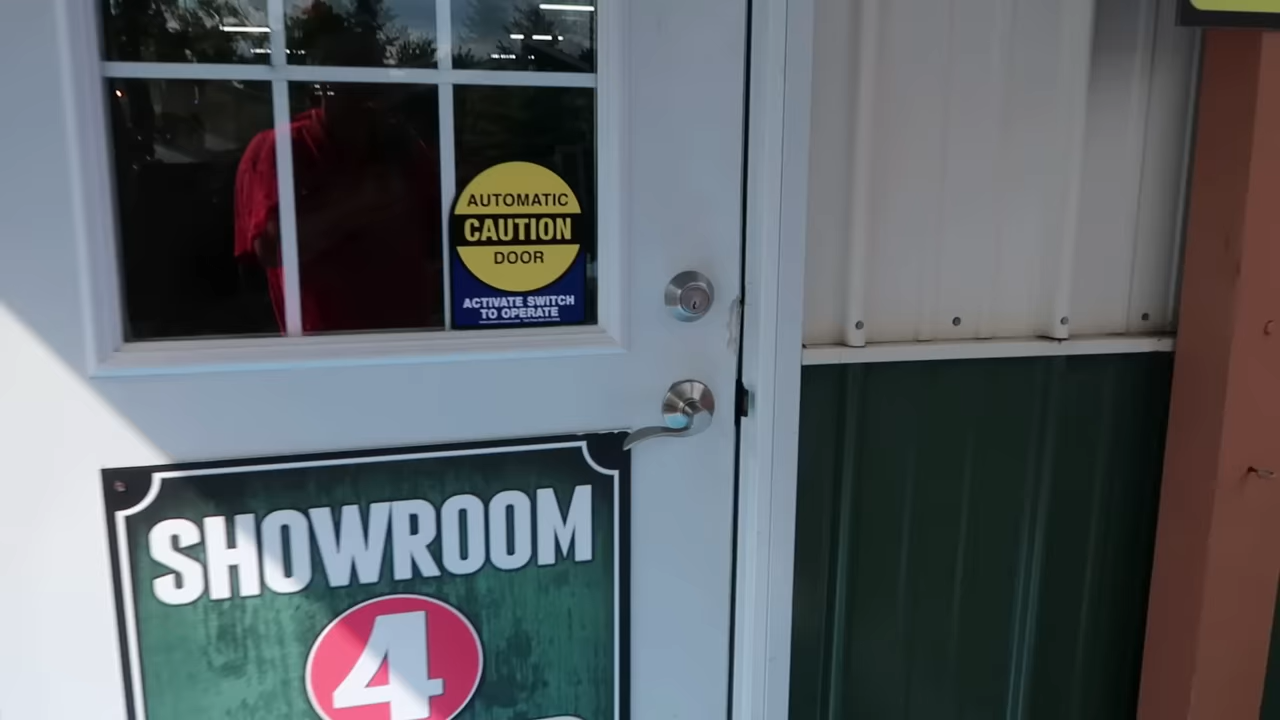 AUTOMATIC
CAUTION
DOOR
ACTIVATE SWITCH
TO OPERATE
SHOWROOM
4